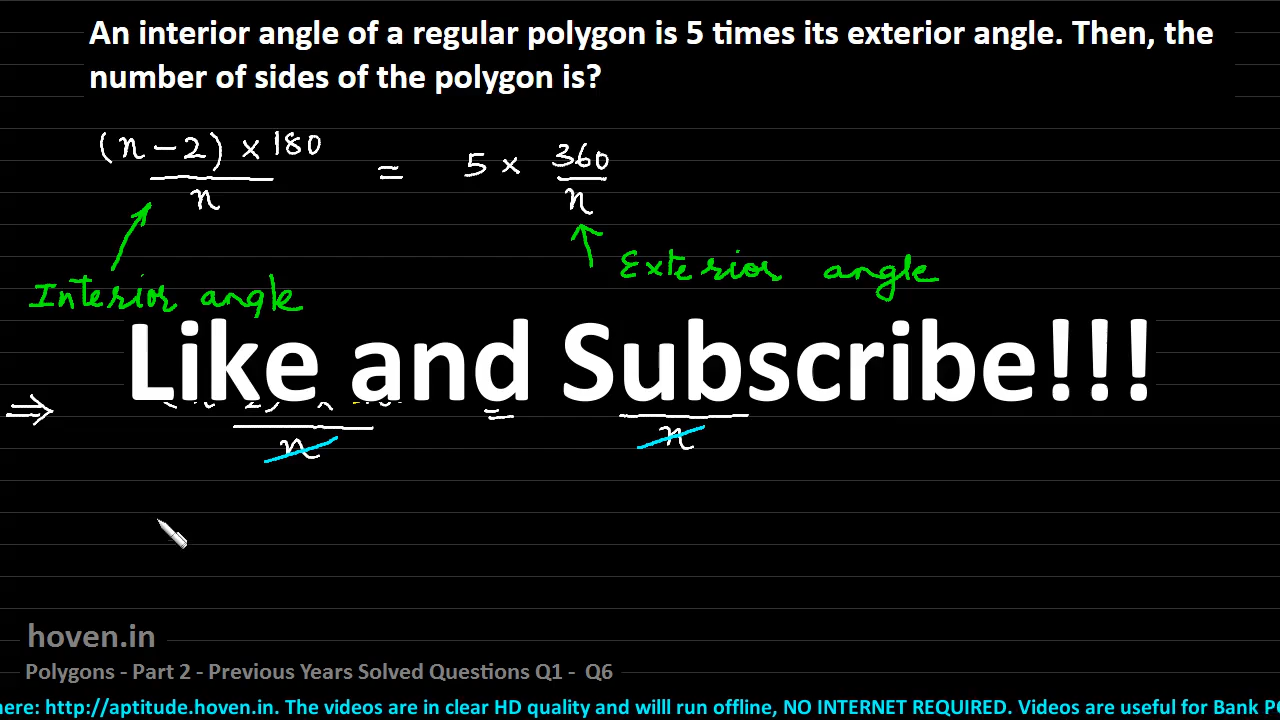 An interior angle of a regular polygon is 5 times its exterior angle. Then, the
number of sides of the polygon is?
(n-2) × 180
n
=
5 ×
360
n
Interior angle
Exterior angle
Like and Subscribe!!!
⇒
=
n
n
hoven.in
Polygons - Part 2 - Previous Years Solved Questions Q1 - Q6
here: http://aptitude.hoven.in. The videos are in clear HD quality and willl run offline, NO INTERNET REQUIRED. Videos are useful for Bank